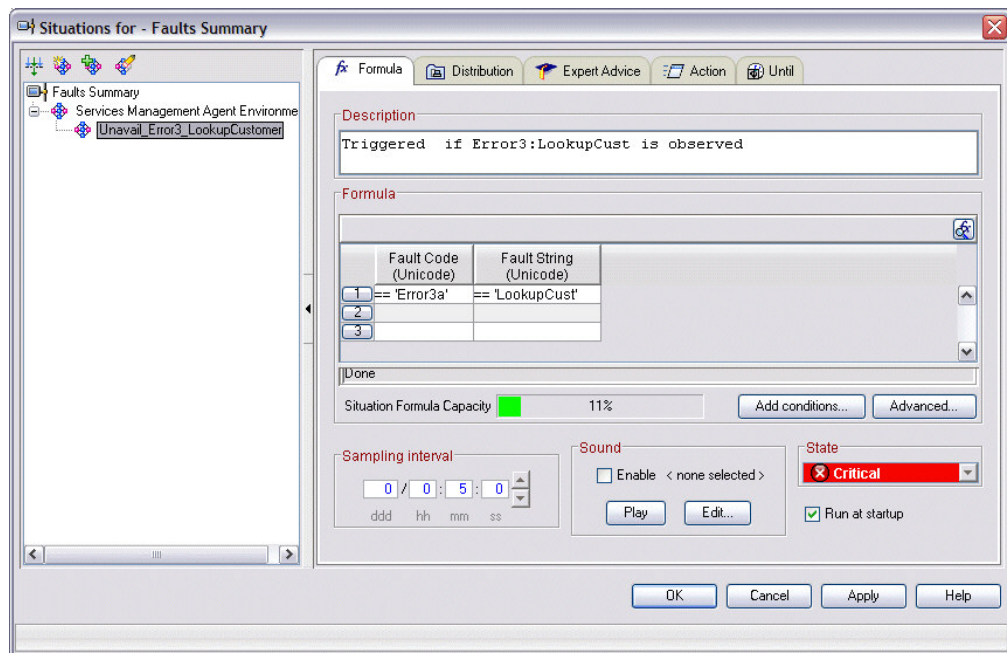 Situations for - Faults Summary
Faults Summary
Services Management Agent Environme
Unavail_Error3_LookupCustomer
fx Formula
Distribution
Expert Advice
Action
Until
Description
Triggered  if Error3:LookupCust is observed
Formula
Fault Code
(Unicode)
Fault String
(Unicode)
1 == 'Error3a' == 'LookupCust'
2
3
Done
Situation Formula Capacity 11% Add conditions... Advanced...
Sampling interval
0 / 0 : 5 : 0
ddd hh mm ss
Sound
Enable < none selected >
Play Edit...
State
Critical
Run at startup
OK Cancel Apply Help